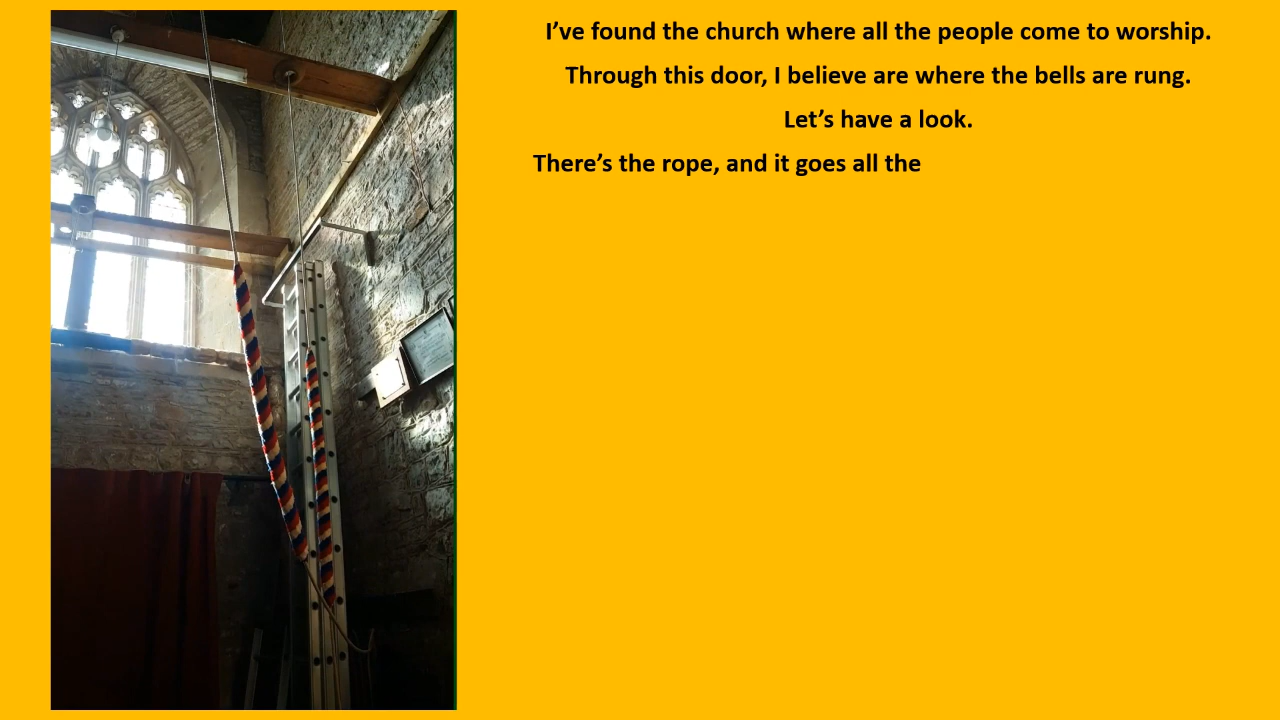 I’ve found the church where all the people come to worship.
Through this door, I believe are where the bells are rung.
Let’s have a look.
There’s the rope, and it goes all the